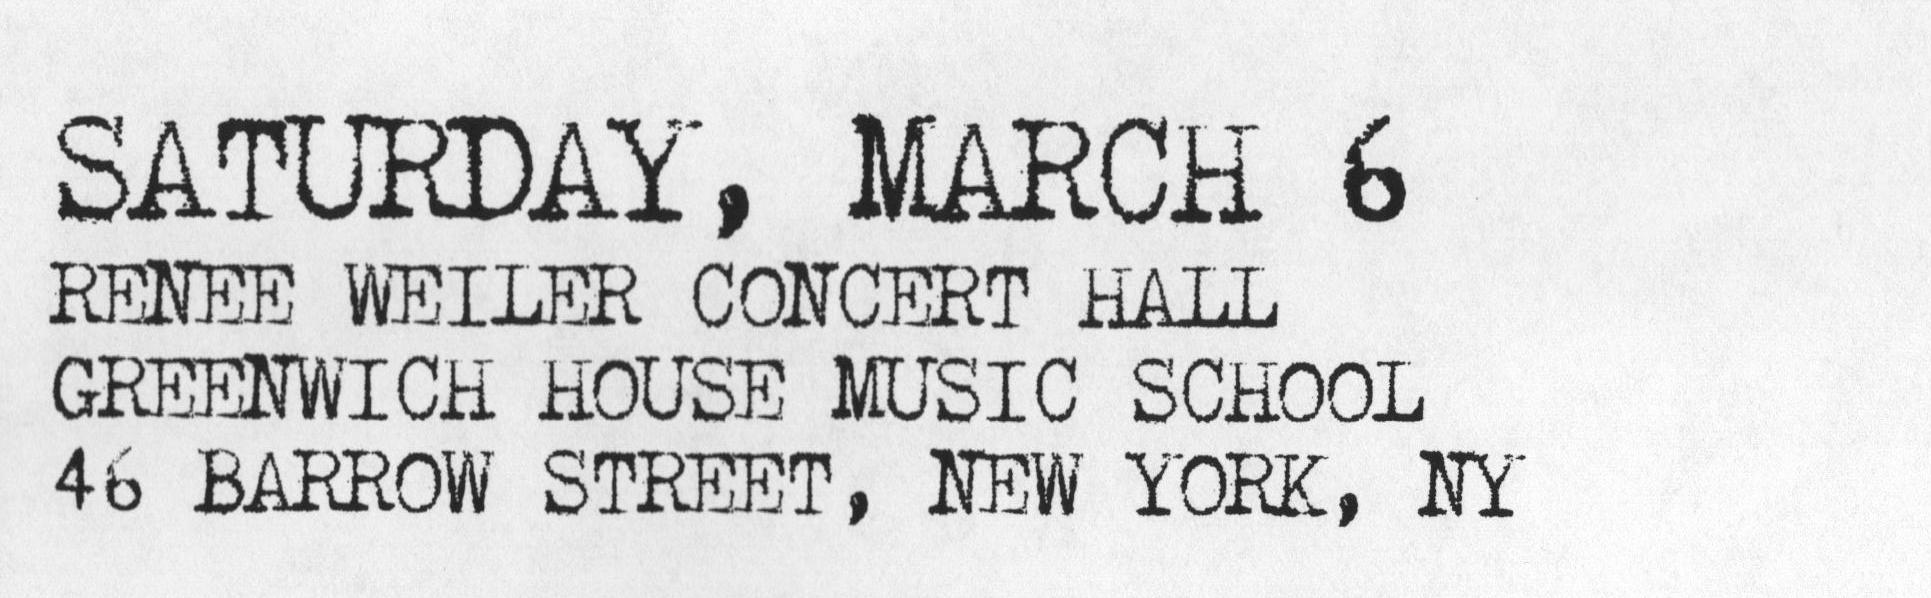 SATURDAY, MARCH 6
RENEE WEILER CONCERT HALL
GREENWICH HOUSE MUSIC SCHOOL
46 BARROW STREET, NEW YORK, NY